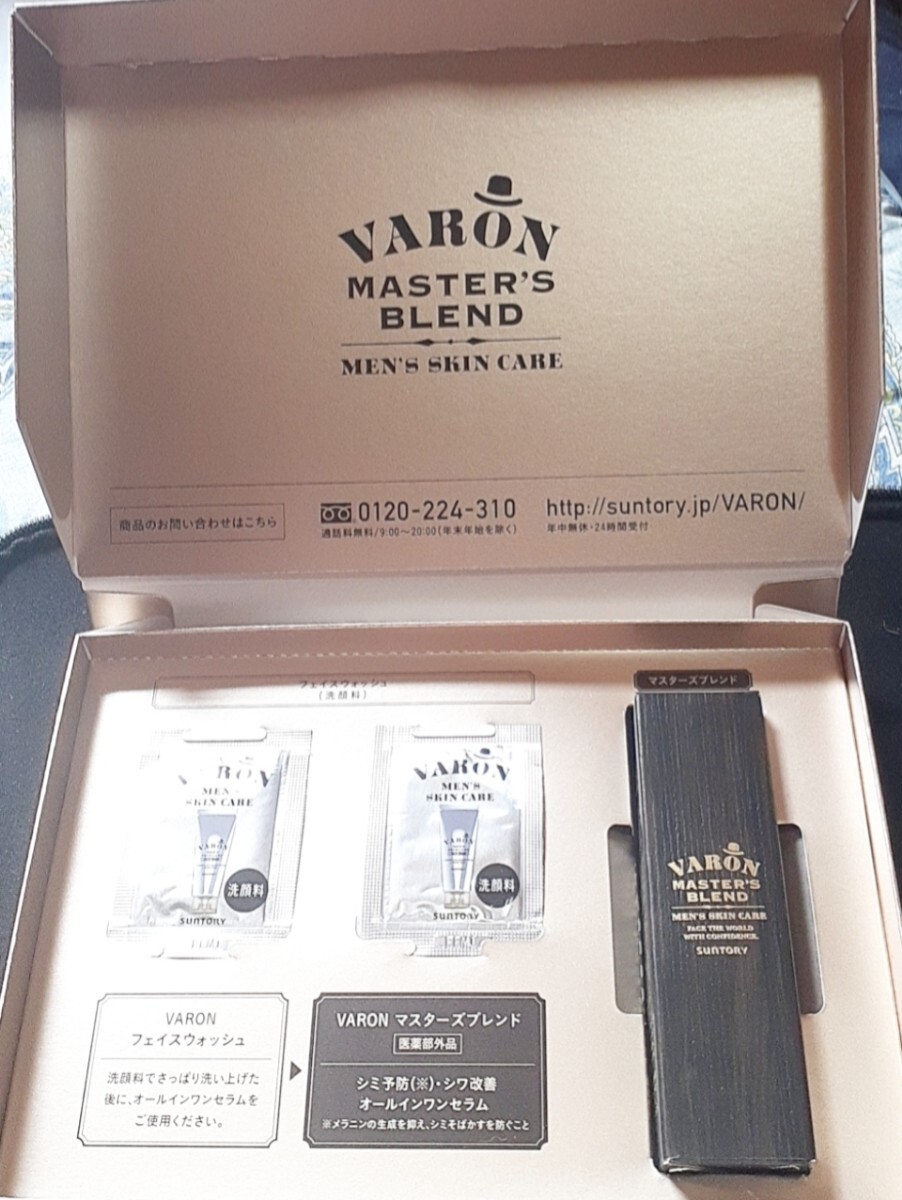 VARON
MASTER'S
BLEND
MEN'S SKIN CARE
商品のお問い合わせはこちら
0120-224-310
通話料無料/9:00〜20:00(年末年始を除く)
http://suntory.jp/VARON/
年中無休・24時間受付
フェイスウォッシュ
(洗顔料)
マスターズブレンド
VARON
MEN'S
SKIN CARE
VARON
洗顔料
SUNTORY
VARON
MEN'S
SKIN CARE
VARON
洗顔料
SUNTORY
VARON
MASTER'S
BLEND
MEN'S SKIN CARE
FACE THE WORLD
WITH CONFIDENCE.
SUNTORY
VARON
フェイスウォッシュ
洗顔料でさっぱり洗い上げた
後に、オールインワンセラムを
ご使用ください。
VARON マスターズブレンド
医薬部外品
シミ予防(※)・シワ改善
オールインワンセラム
※メラニンの生成を抑え、シミそばかすを防ぐこと